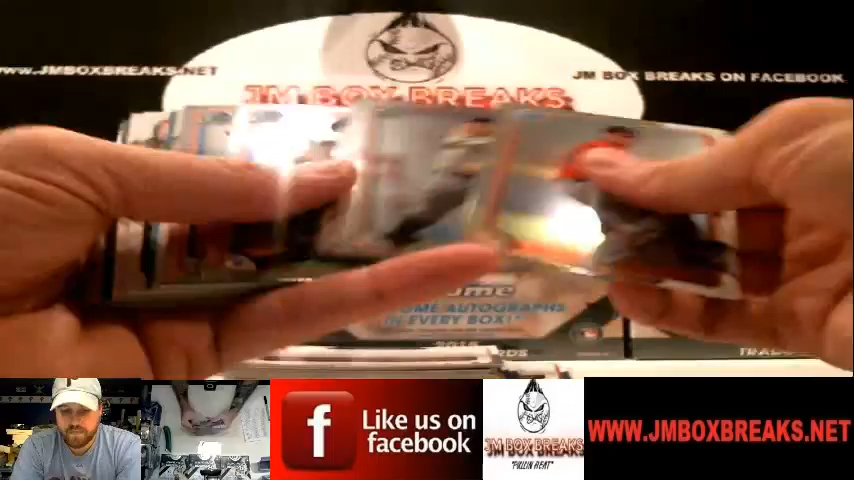 www.JMBOXBREAKS.NET
JM BOX BREAKS ON FACEBOOK
JM BOX BREAKS
OME AUTOGRAPHS
IN EVERY BOX!
Like us on
facebook
JM BOX BREAKS
"PULLIN HEAT"
WWW.JMBOXBREAKS.NET